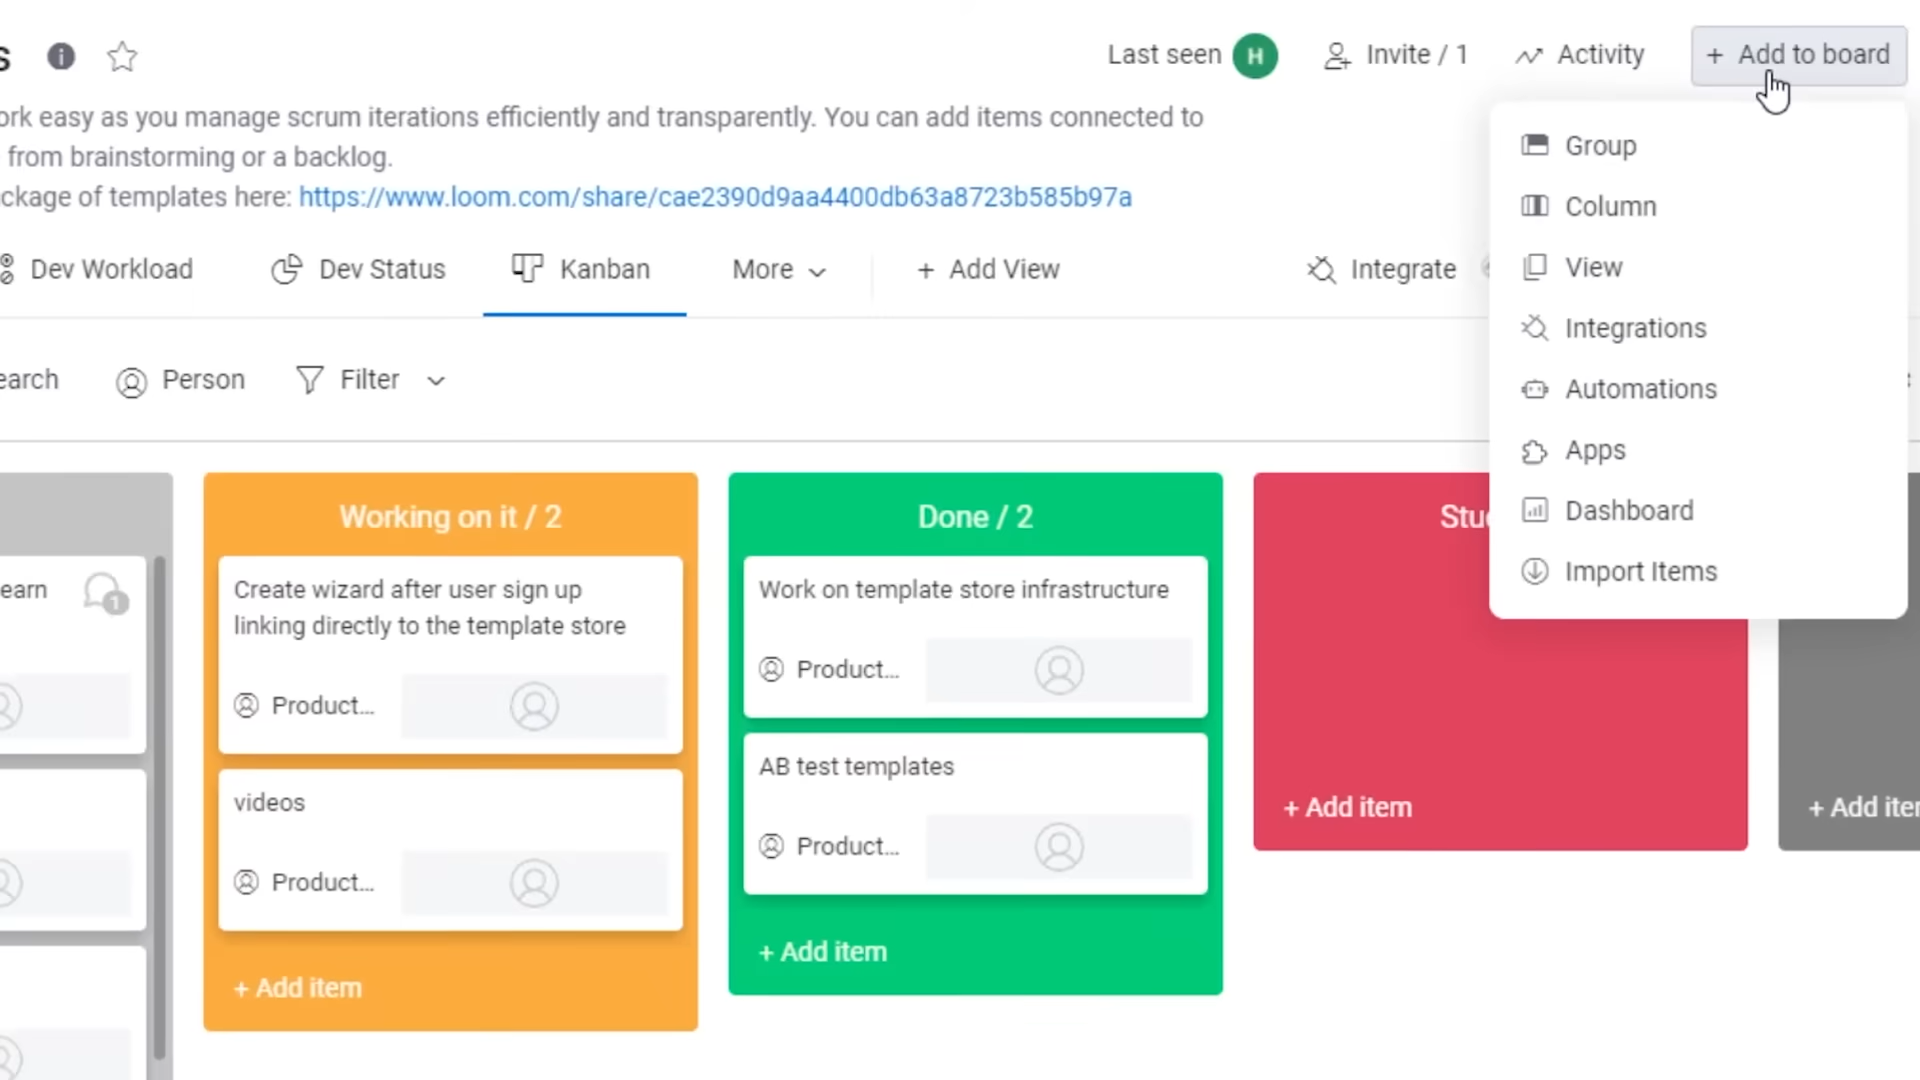 s
Last seen H Invite / 1 Activity + Add to board
ork easy as you manage scrum iterations efficiently and transparently. You can add items connected to
from brainstorming or a backlog.
ckage of templates here: https://www.loom.com/share/cae2390d9aa4400db63a8723b585b97a
Dev Workload Dev Status Kanban More + Add View Integrate
earch Person Filter
Group
Column
View
Integrations
Automations
Apps
Dashboard
Import Items
earn 1
Working on it / 2
Create wizard after user sign up
linking directly to the template store
Product...
videos
Product...
+ Add item
Done / 2
Work on template store infrastructure
Product...
AB test templates
Product...
+ Add item
Stu
+ Add item
+ Add iter